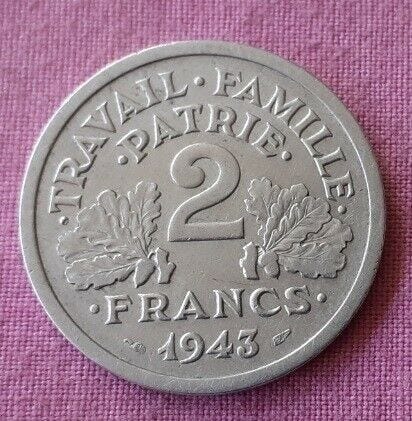 ·TRAVAIL·FAMILLE·
·PATRIE·
2
·FRANCS·
1943